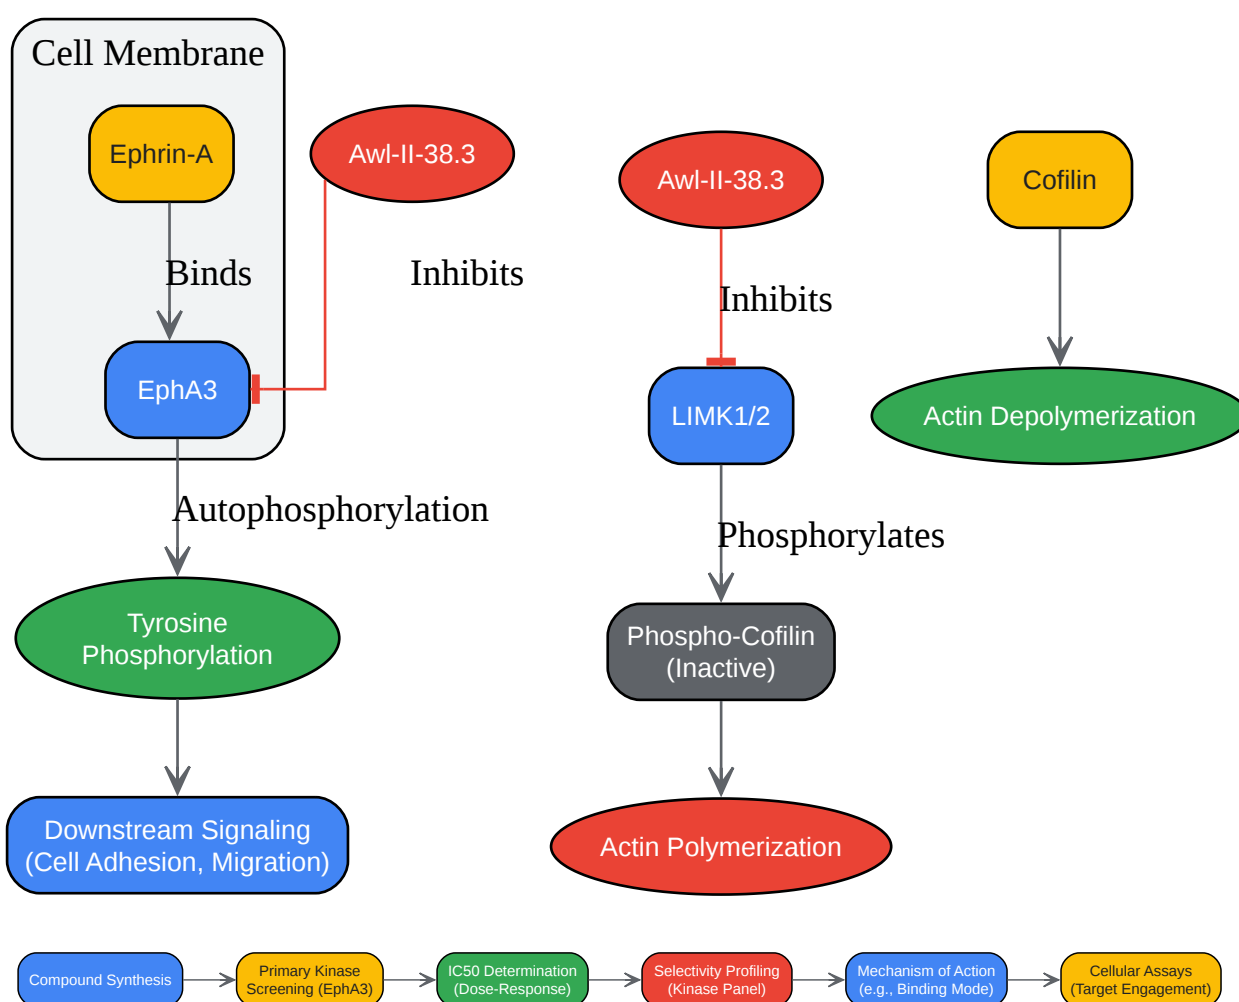 Cell Membrane
Ephrin-A
Awl-II-38.3
Binds
Inhibits
EphA3
Autophosphorylation
Tyrosine
Phosphorylation
Downstream Signaling
(Cell Adhesion, Migration)
Awl-II-38.3
Inhibits
LIMK1/2
Phosphorylates
Phospho-Cofilin
(Inactive)
Actin Polymerization
Cofilin
Actin Depolymerization
Compound Synthesis
Primary Kinase
Screening (EphA3)
IC50 Determination
(Dose-Response)
Selectivity Profiling
(Kinase Panel)
Mechanism of Action
(e.g., Binding Mode)
Cellular Assays
(Target Engagement)